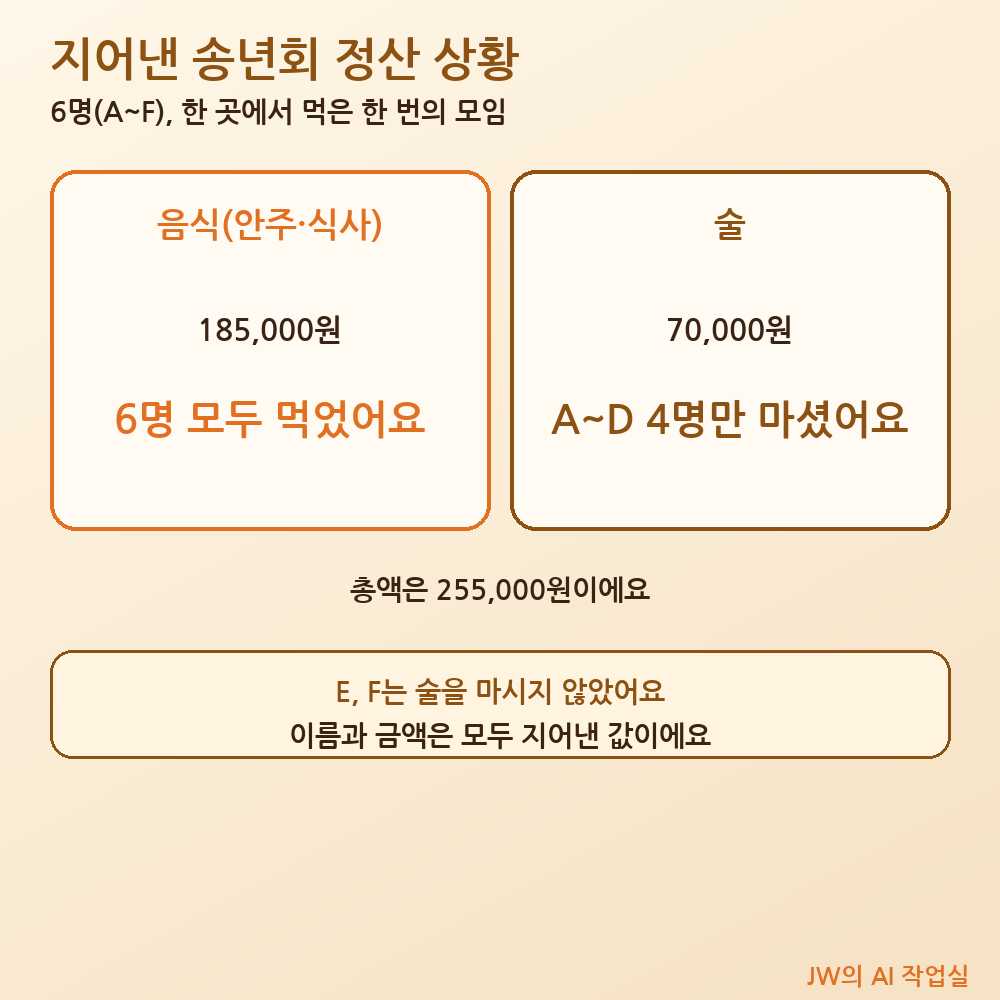 지어낸 송년회 정산 상황
6명(A~F), 한 곳에서 먹은 한 번의 모임
음식(안주·식사)
185,000원
6명 모두 먹었어요
술
70,000원
A~D 4명만 마셨어요
총액은 255,000원이에요
E, F는 술을 마시지 않았어요
이름과 금액은 모두 지어낸 값이에요
JW의 AI 작업실